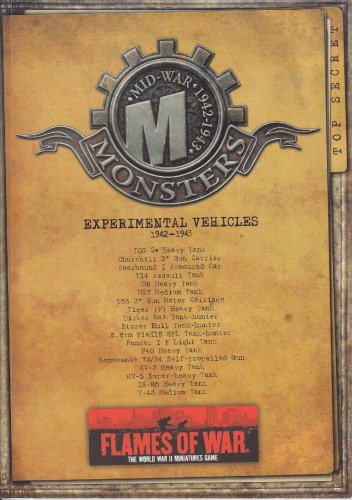 TOP SECRET
MID-WAR · 1942-1943 ·
M
MONSTERS
EXPERIMENTAL VEHICLES
1942-1943
TOG 2* Heavy Tank
Churchill 3" Gun Carrier
Boarhound I Armoured Car
T14 Assault Tank
M6 Heavy Tank
M27 Medium Tank
T55 3" Gun Motor Carriage
Tiger (P) Heavy Tank
Dicker Max Tank-hunter
Sturer Emil Tank-hunter
8.8cm FlaK18 SFL Tank-hunter
Panzer I F Light Tank
P40 Heavy Tank
Semovente 75/34 Self-propelled Gun
KV-3 Heavy Tank
KV-5 Super-heavy Tank
IS-85 Heavy Tank
T-43 Medium Tank
FLAMES OF WAR
THE WORLD WAR II MINIATURES GAME